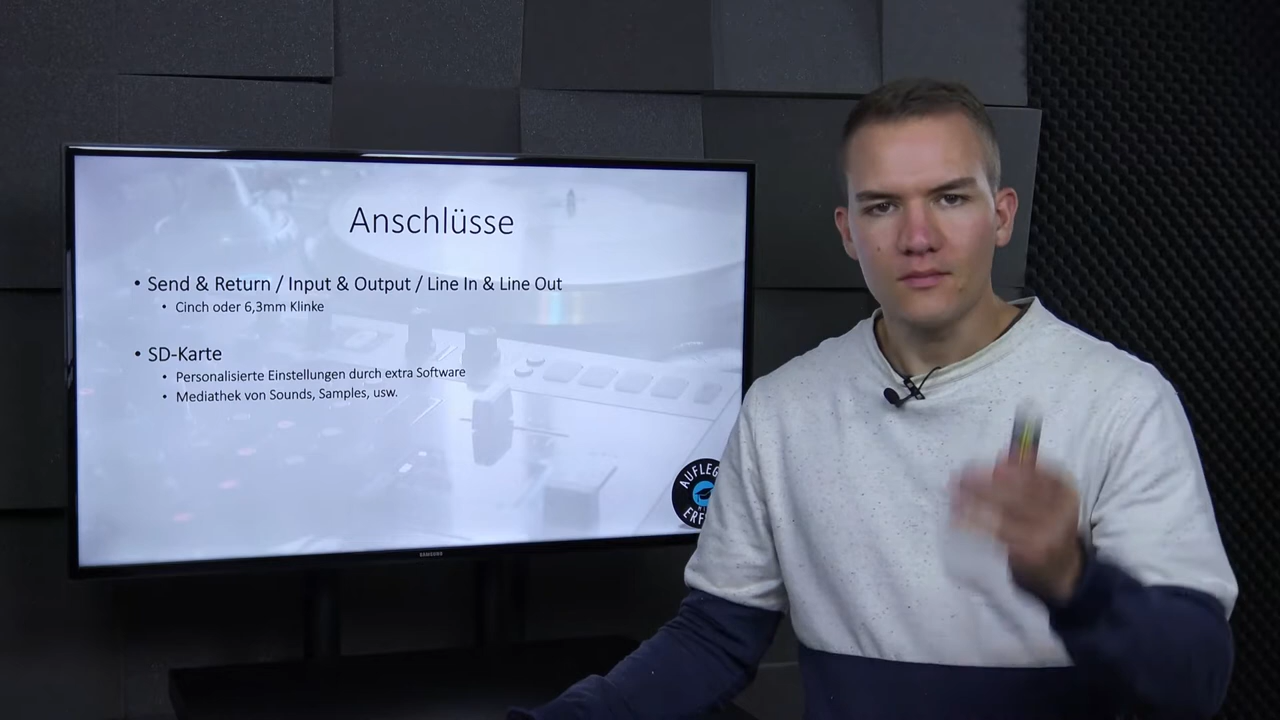 Anschlüsse
• Send & Return / Input & Output / Line In & Line Out
• Cinch oder 6,3mm Klinke
• SD-Karte
• Personalisierte Einstellungen durch extra Software
• Mediathek von Sounds, Samples, usw.
SAMSUNG